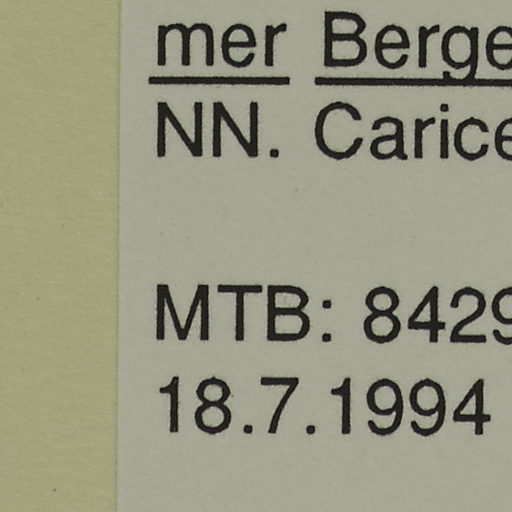 mer Berge
NN. Carice
MTB: 8429
18.7.1994